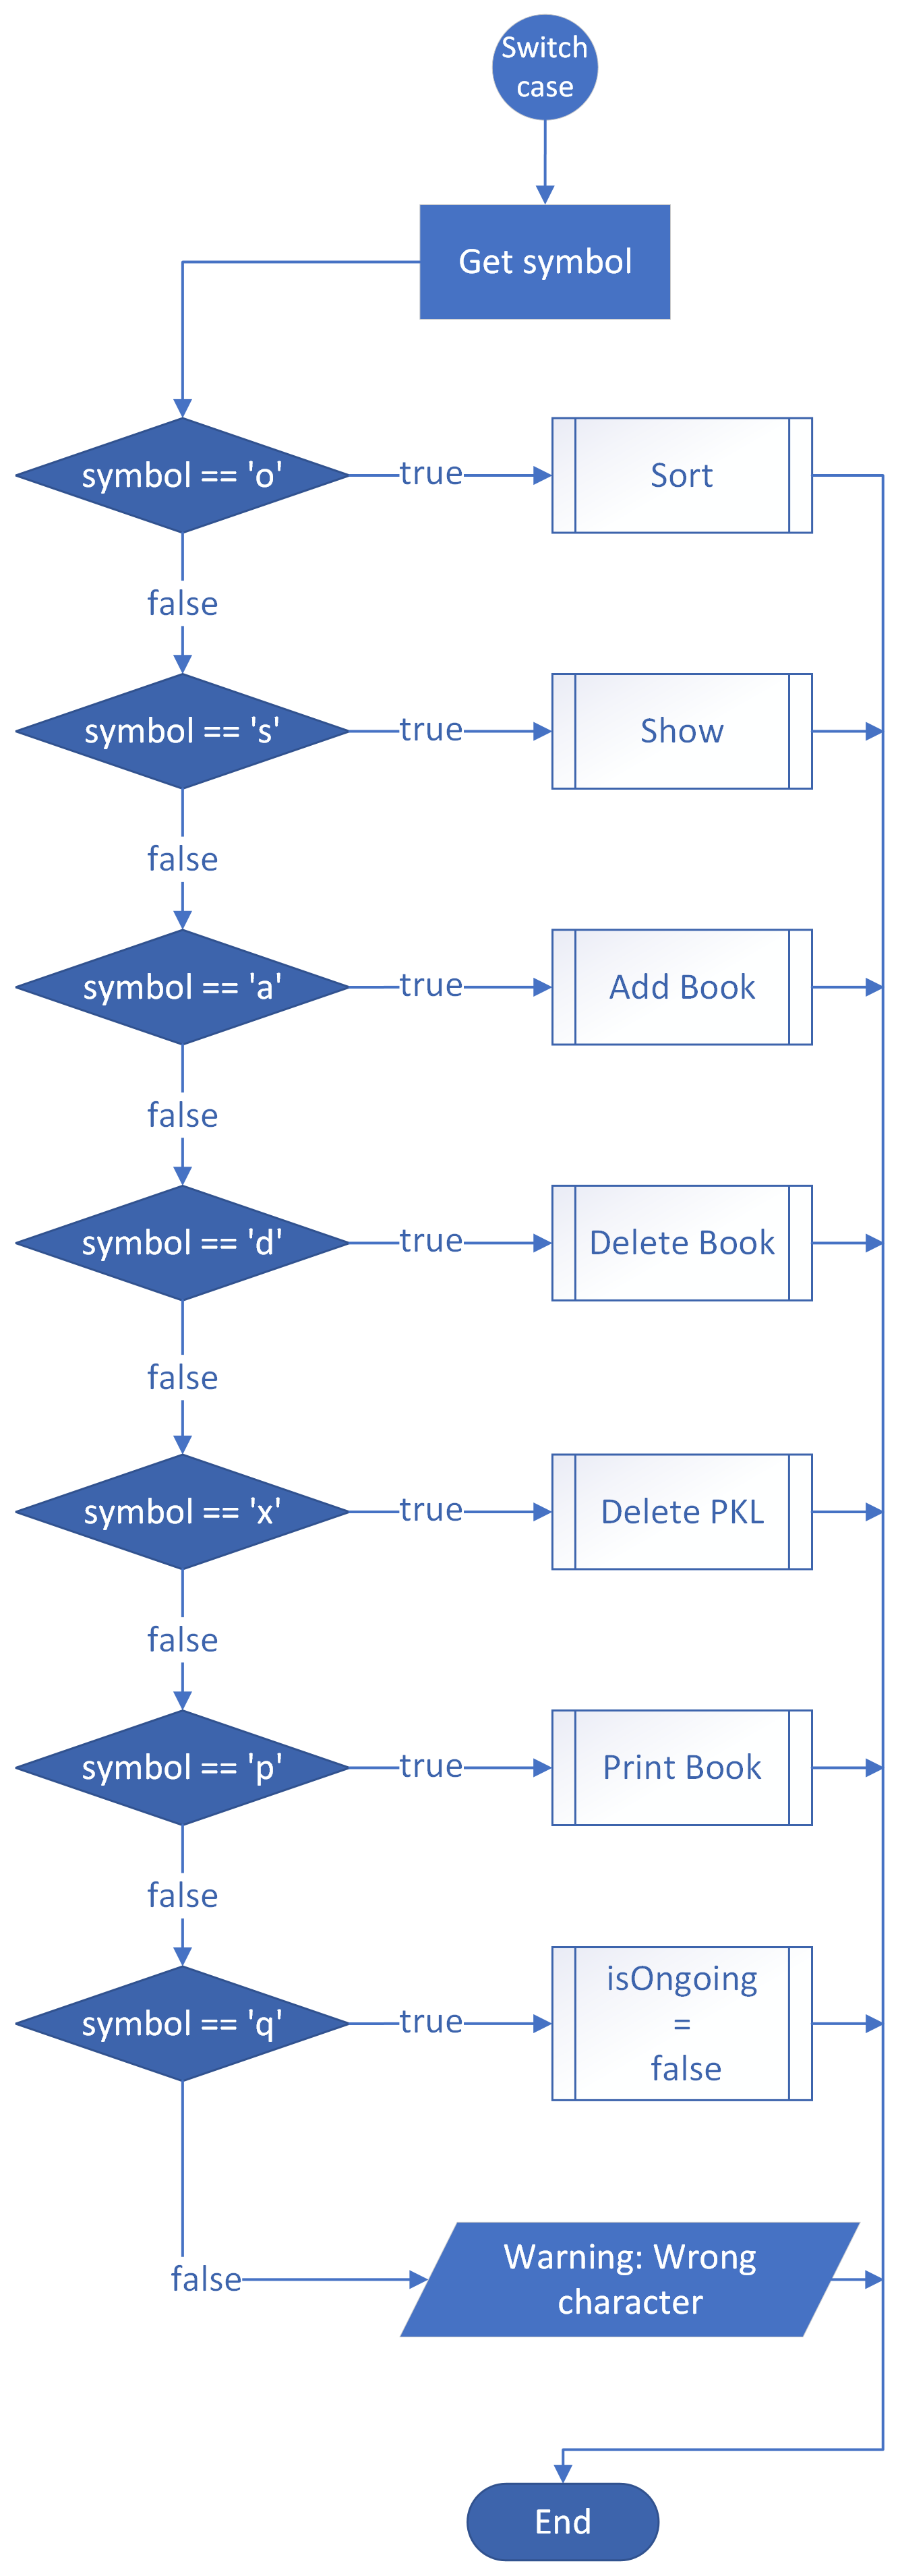 Switch
case
Get symbol
symbol == 'o'
true
Sort
false
symbol == 's'
true
Show
false
symbol == 'a'
true
Add Book
false
symbol == 'd'
true
Delete Book
false
symbol == 'x'
true
Delete PKL
false
symbol == 'p'
true
Print Book
false
symbol == 'q'
true
isOngoing
=
false
false
Warning: Wrong
character
End